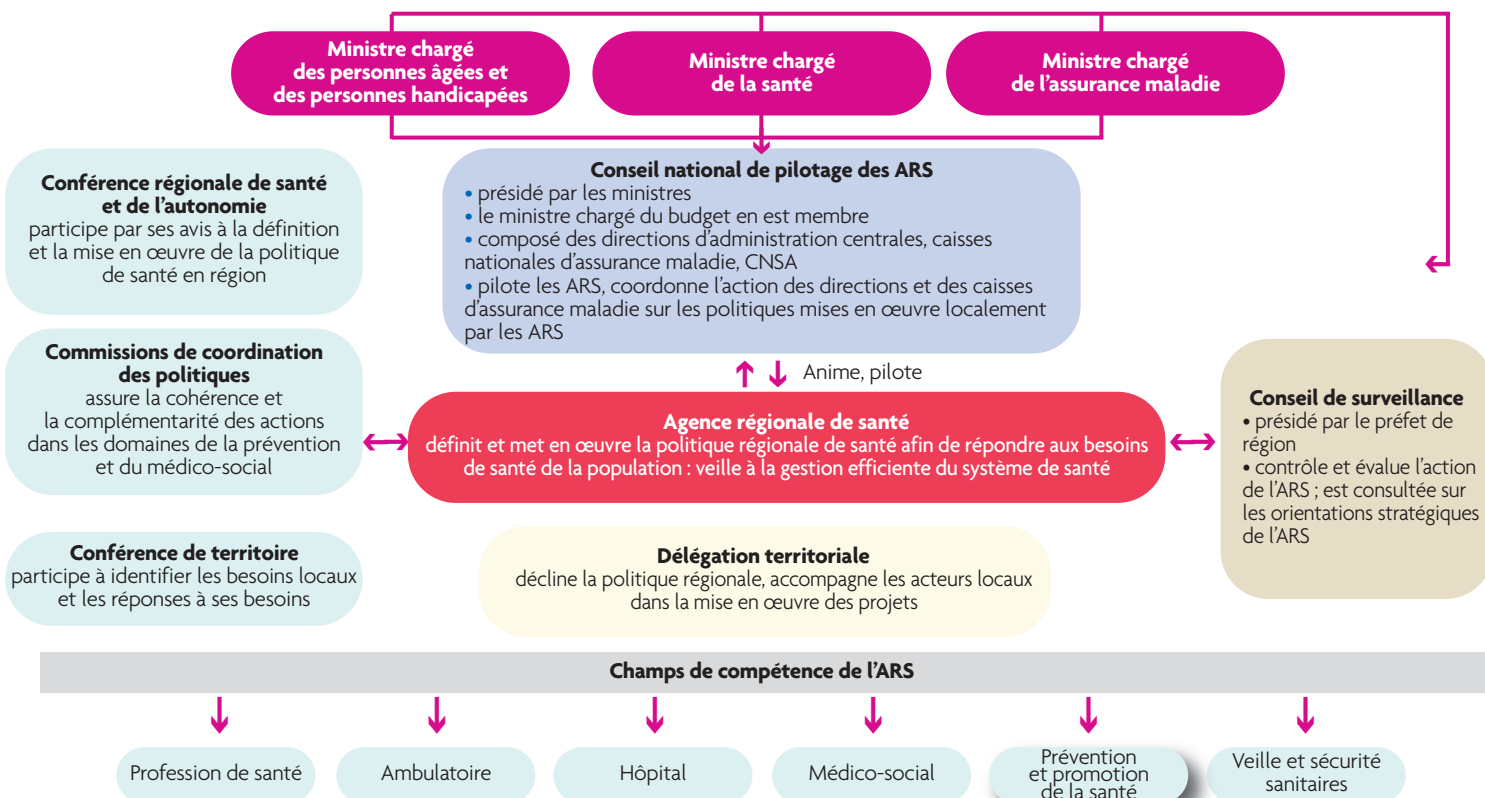 Ministre chargé
des personnes âgées et
des personnes handicapées
Ministre chargé
de la santé
Ministre chargé
de l'assurance maladie
Conférence régionale de santé
et de l'autonomie
participe par ses avis à la définition
et la mise en œuvre de la politique
de santé en région
Conseil national de pilotage des ARS
• présidé par les ministres
• le ministre chargé du budget en est membre
• composé des directions d'administration centrales, caisses
nationales d'assurance maladie, CNSA
• pilote les ARS, coordonne l'action des directions et des caisses
d'assurance maladie sur les politiques mises en œuvre localement
par les ARS
Commissions de coordination
des politiques
assure la cohérence et
la complémentarité des actions
dans les domaines de la prévention
et du médico-social
Anime, pilote
Agence régionale de santé
définit et met en œuvre la politique régionale de santé afin de répondre aux besoins
de santé de la population : veille à la gestion efficiente du système de santé
Conseil de surveillance
• présidé par le préfet de
région
• contrôle et évalue l'action
de l'ARS ; est consultée sur
les orientations stratégiques
de l'ARS
Conférence de territoire
participe à identifier les besoins locaux
et les réponses à ses besoins
Délégation territoriale
décline la politique régionale, accompagne les acteurs locaux
dans la mise en œuvre des projets
Champs de compétence de l'ARS
Profession de santé
Ambulatoire
Hôpital
Médico-social
Prévention
et promotion
de la santé
Veille et sécurité
sanitaires